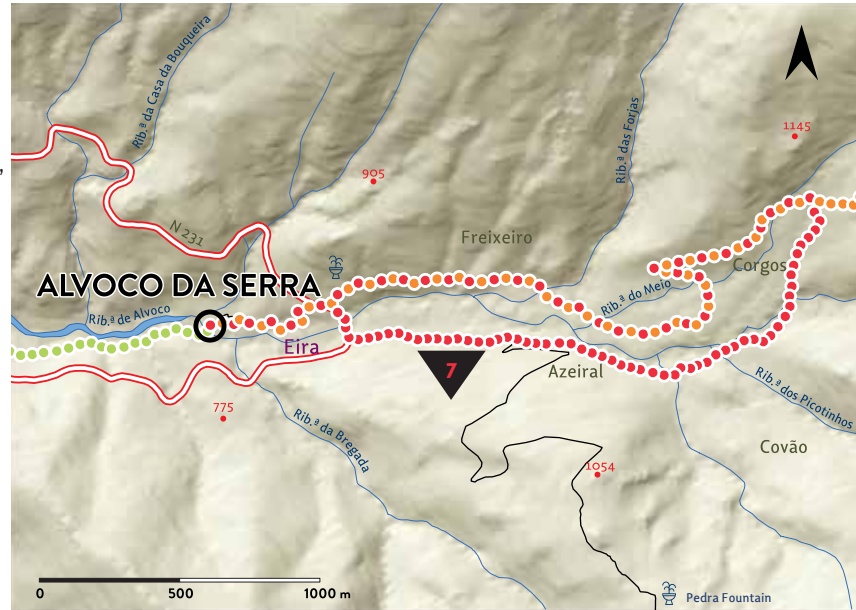 Rib.ª da Casa da Bouqueira
Rib.ª das Forjas
1145
905
N 231
Freixeiro
ALVOCO DA SERRA
Corgos
Rib.ª do Meio
Rib.ª de Alvoco
Eira
7
Azeiral
Rib.ª dos Picotinhos
775
Rib.ª da Bregada
Covão
1054
0 500 1000 m
Pedra Fountain